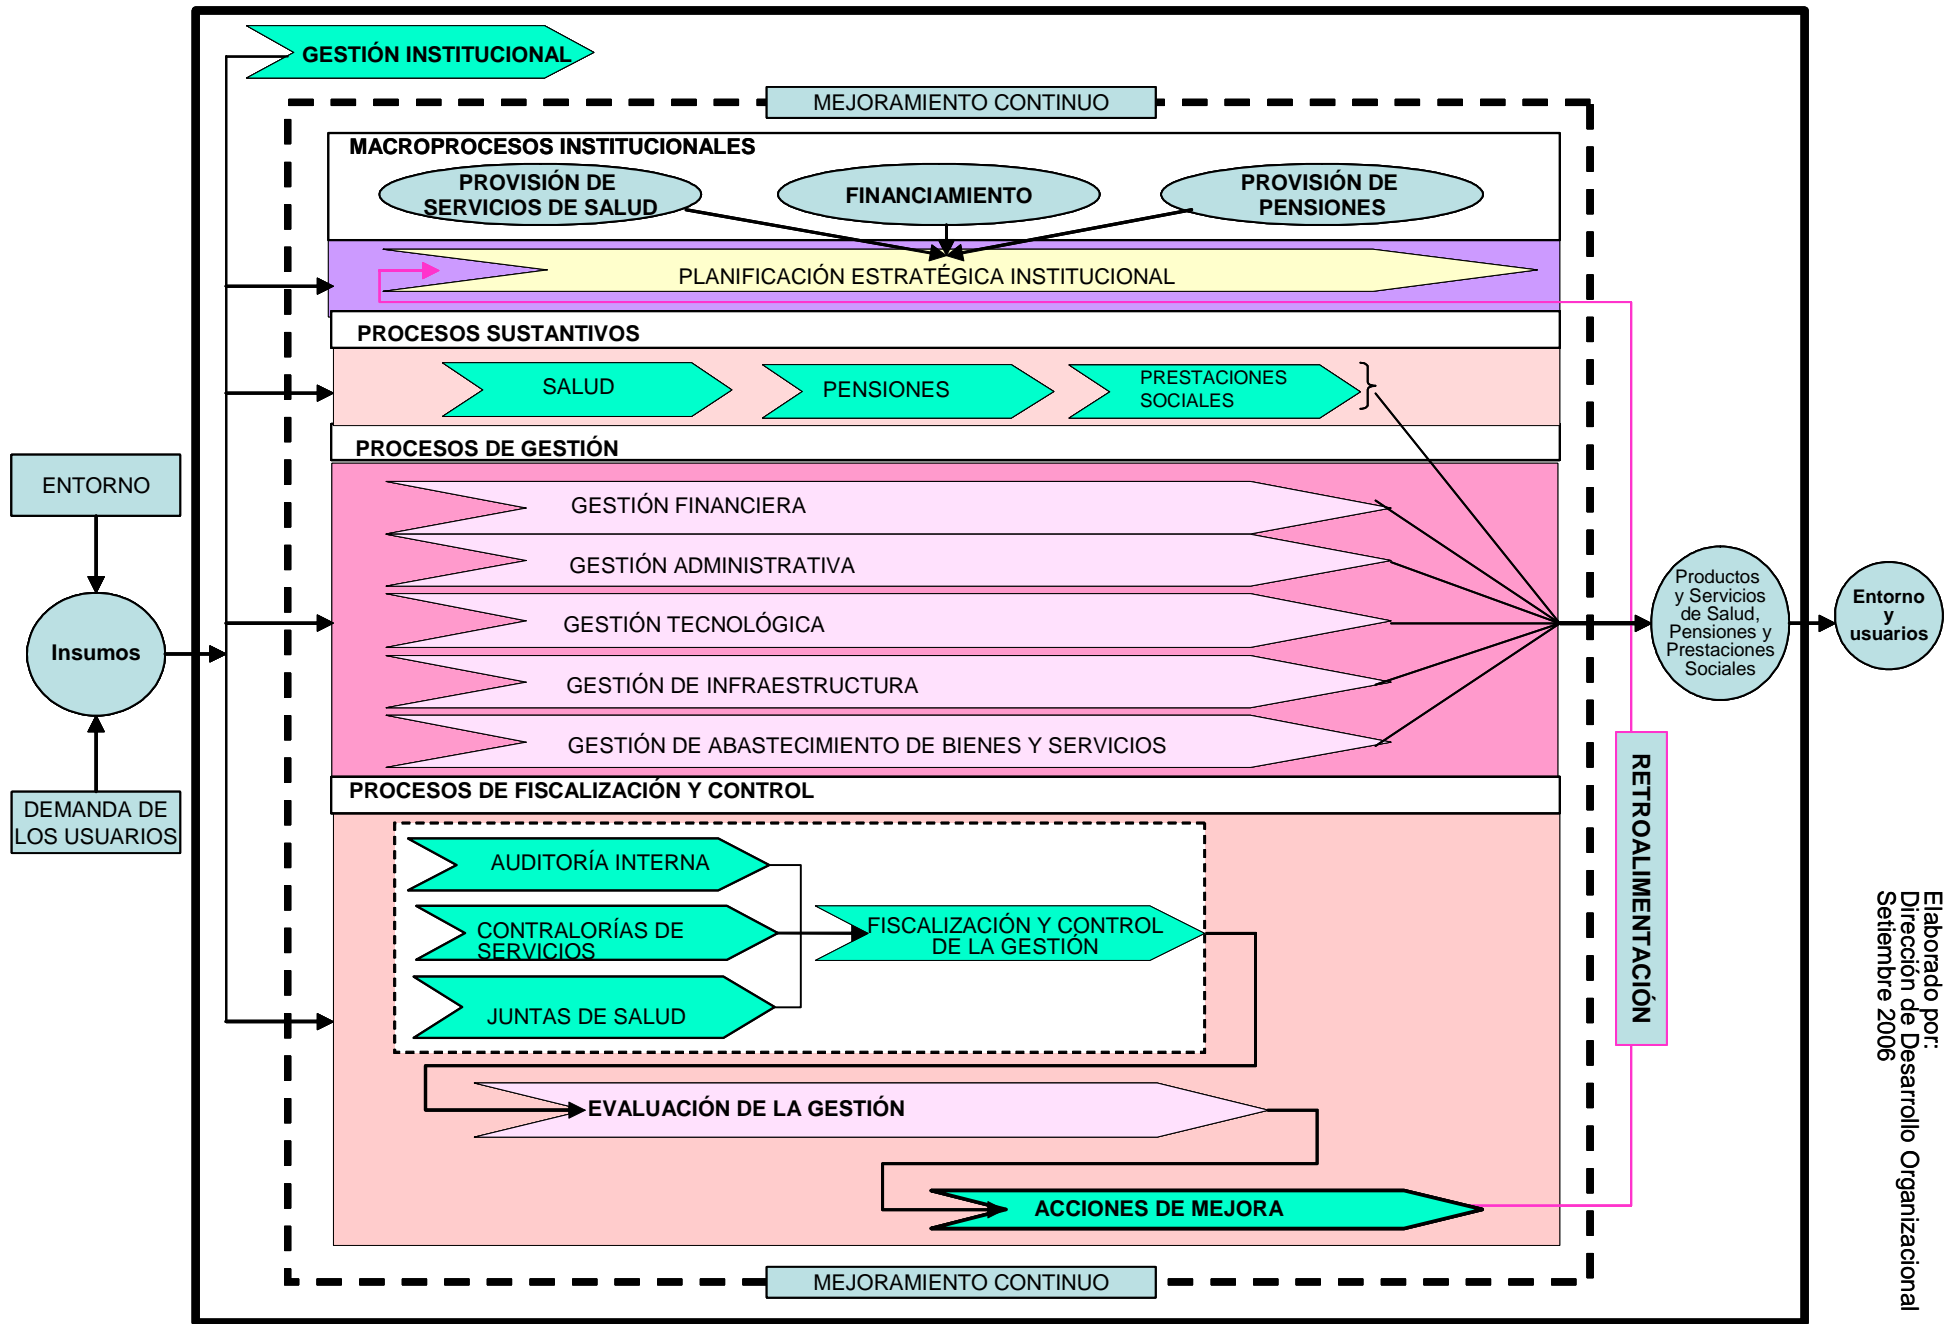 GESTIÓN INSTITUCIONAL
MEJORAMIENTO CONTINUO
MACROPROCESOS INSTITUCIONALES
PROVISIÓN DE
SERVICIOS DE SALUD
FINANCIAMIENTO
PROVISIÓN DE
PENSIONES
PLANIFICACIÓN ESTRATÉGICA INSTITUCIONAL
PROCESOS SUSTANTIVOS
SALUD
PENSIONES
PRESTACIONES
SOCIALES
PROCESOS DE GESTIÓN
ENTORNO
Insumos
DEMANDA DE
LOS USUARIOS
GESTIÓN FINANCIERA
GESTIÓN ADMINISTRATIVA
GESTIÓN TECNOLÓGICA
GESTIÓN DE INFRAESTRUCTURA
GESTIÓN DE ABASTECIMIENTO DE BIENES Y SERVICIOS
Productos
y Servicios
de Salud,
Pensiones y
Prestaciones
Sociales
Entorno
y
usuarios
PROCESOS DE FISCALIZACIÓN Y CONTROL
AUDITORÍA INTERNA
CONTRALORÍAS DE
SERVICIOS
JUNTAS DE SALUD
FISCALIZACIÓN Y CONTROL
DE LA GESTIÓN
EVALUACIÓN DE LA GESTIÓN
ACCIONES DE MEJORA
RETROALIMENTACIÓN
MEJORAMIENTO CONTINUO
Elaborado por:
Dirección de Desarrollo Organizacional
Setiembre 2006